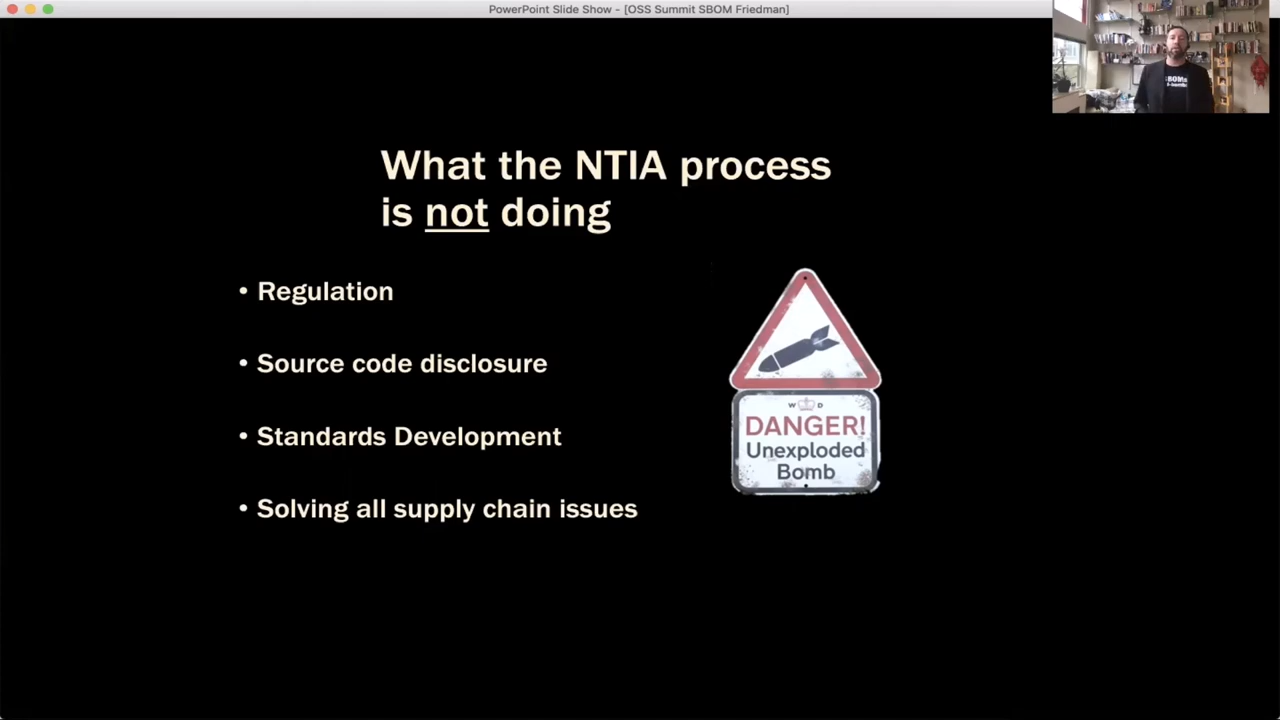 PowerPoint Slide Show - [OSS Summit SBOM Friedman]
What the NTIA process
is not doing
• Regulation
• Source code disclosure
• Standards Development
• Solving all supply chain issues
W D
DANGER!
Unexploded
Bomb